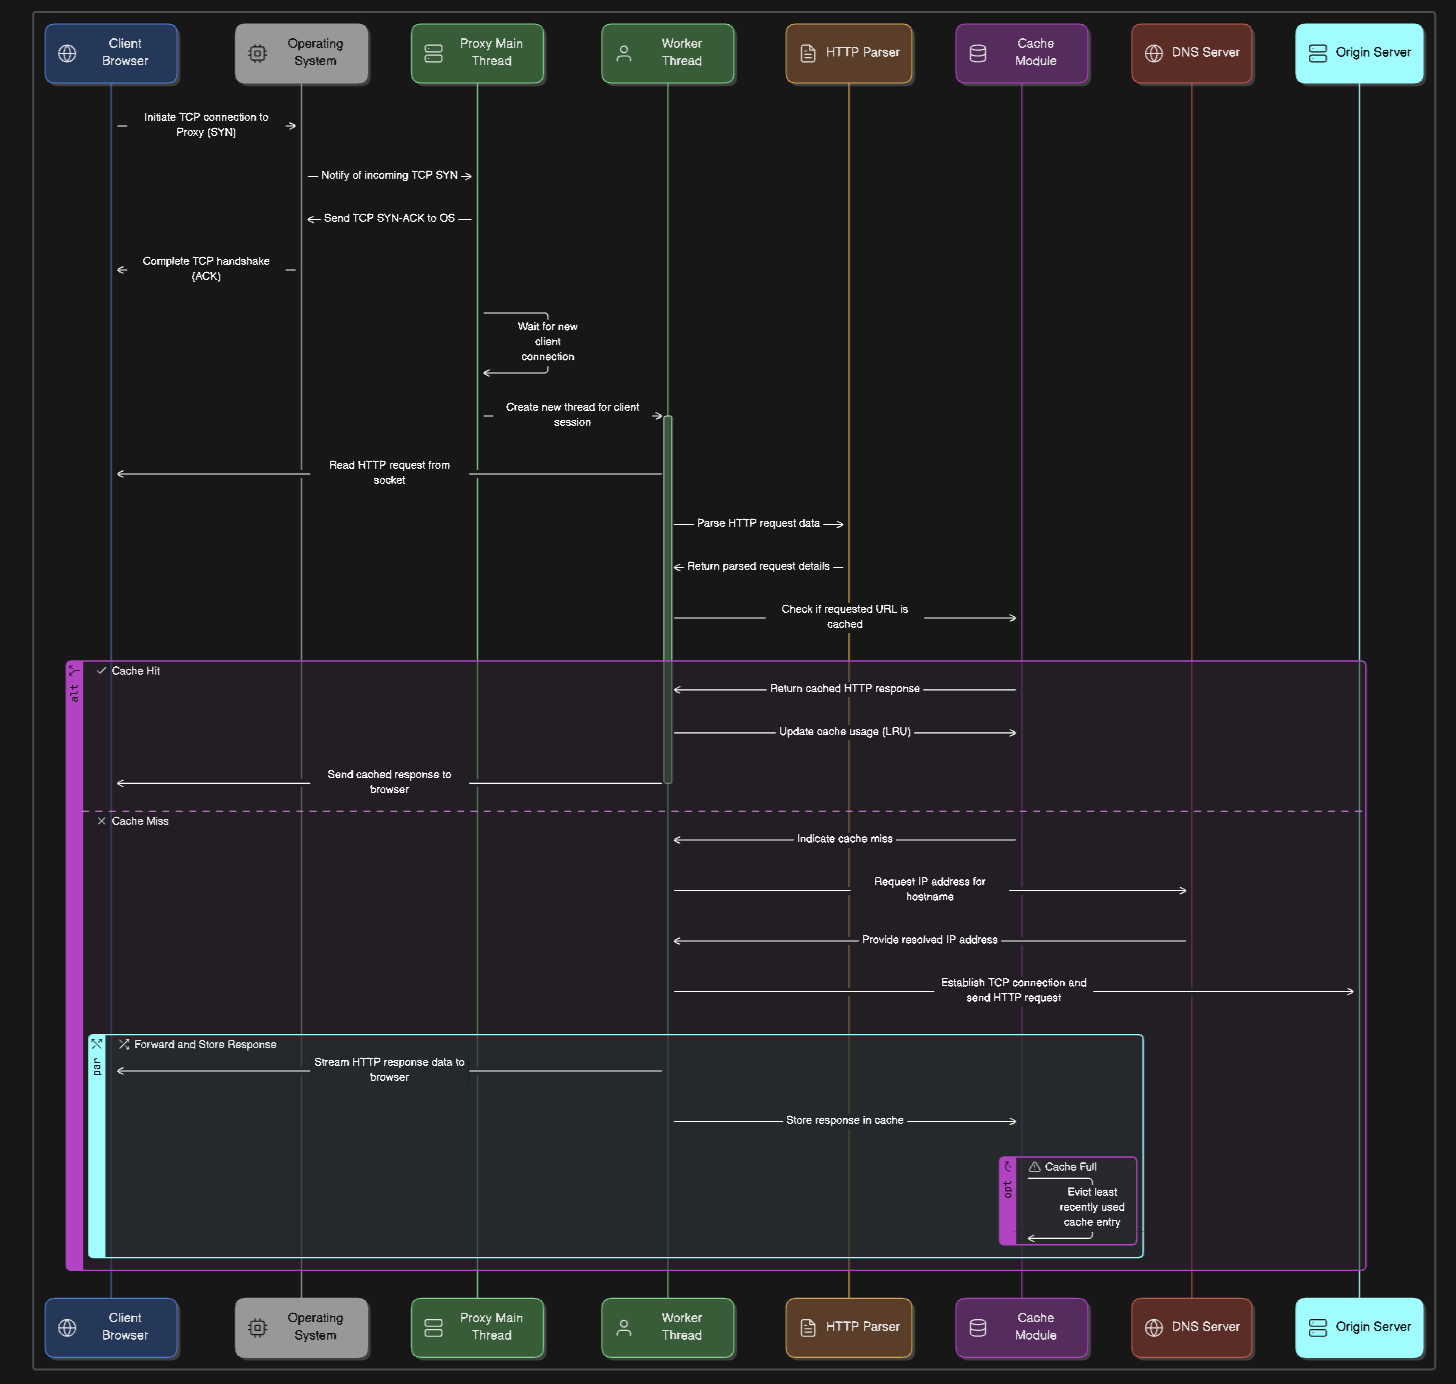 Client
Browser
Operating
System
Proxy Main
Thread
Worker
Thread
HTTP Parser
Cache
Module
DNS Server
Origin Server
Initiate TCP connection to
Proxy (SYN)
Notify of incoming TCP SYN
Send TCP SYN-ACK to OS
Complete TCP handshake
(ACK)
Wait for new
client
connection
Create new thread for client
session
Read HTTP request from
socket
Parse HTTP request data
Return parsed request details
Check if requested URL is
cached
alt
Cache Hit
Return cached HTTP response
Update cache usage (LRU)
Send cached response to
browser
Cache Miss
Indicate cache miss
Request IP address for
hostname
Provide resolved IP address
Establish TCP connection and
send HTTP request
par
Forward and Store Response
Stream HTTP response data to
browser
Store response in cache
opt
Cache Full
Evict least
recently used
cache entry
Client
Browser
Operating
System
Proxy Main
Thread
Worker
Thread
HTTP Parser
Cache
Module
DNS Server
Origin Server